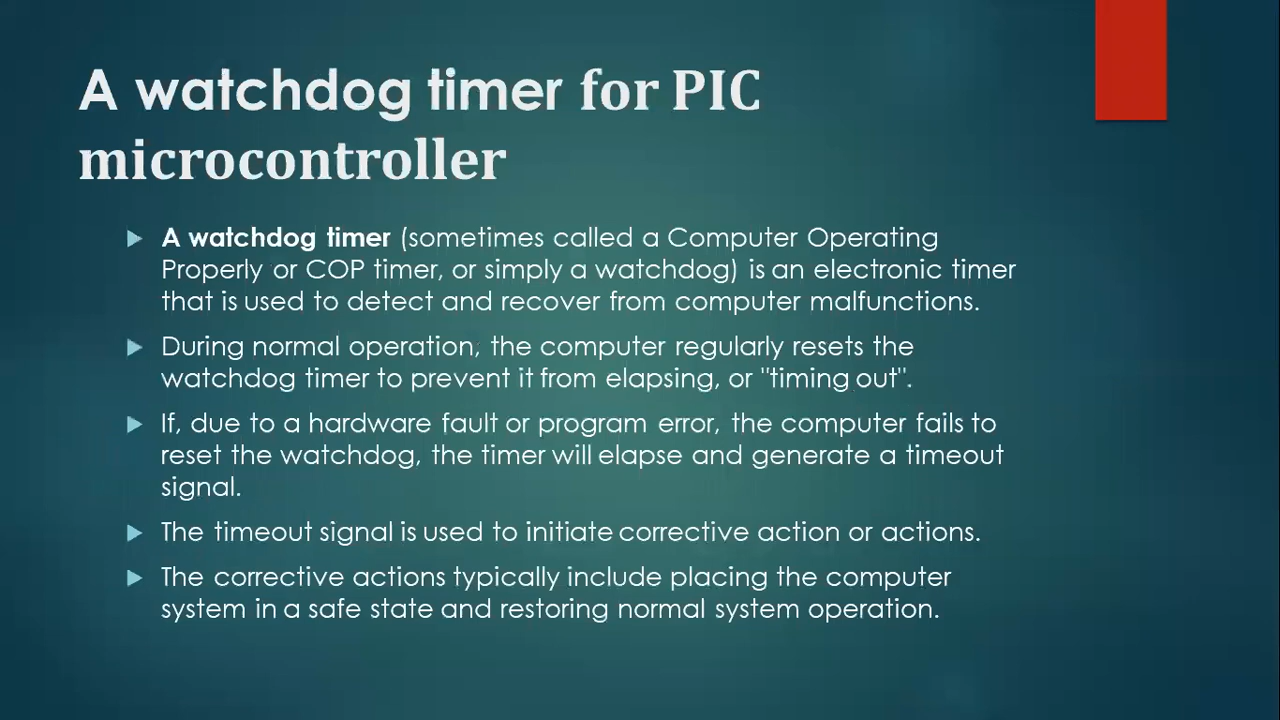 A watchdog timer for PIC
microcontroller
A watchdog timer (sometimes called a Computer Operating
Properly or COP timer, or simply a watchdog) is an electronic timer
that is used to detect and recover from computer malfunctions.
During normal operation, the computer regularly resets the
watchdog timer to prevent it from elapsing, or "timing out".
If, due to a hardware fault or program error, the computer fails to
reset the watchdog, the timer will elapse and generate a timeout
signal.
The timeout signal is used to initiate corrective action or actions.
The corrective actions typically include placing the computer
system in a safe state and restoring normal system operation.